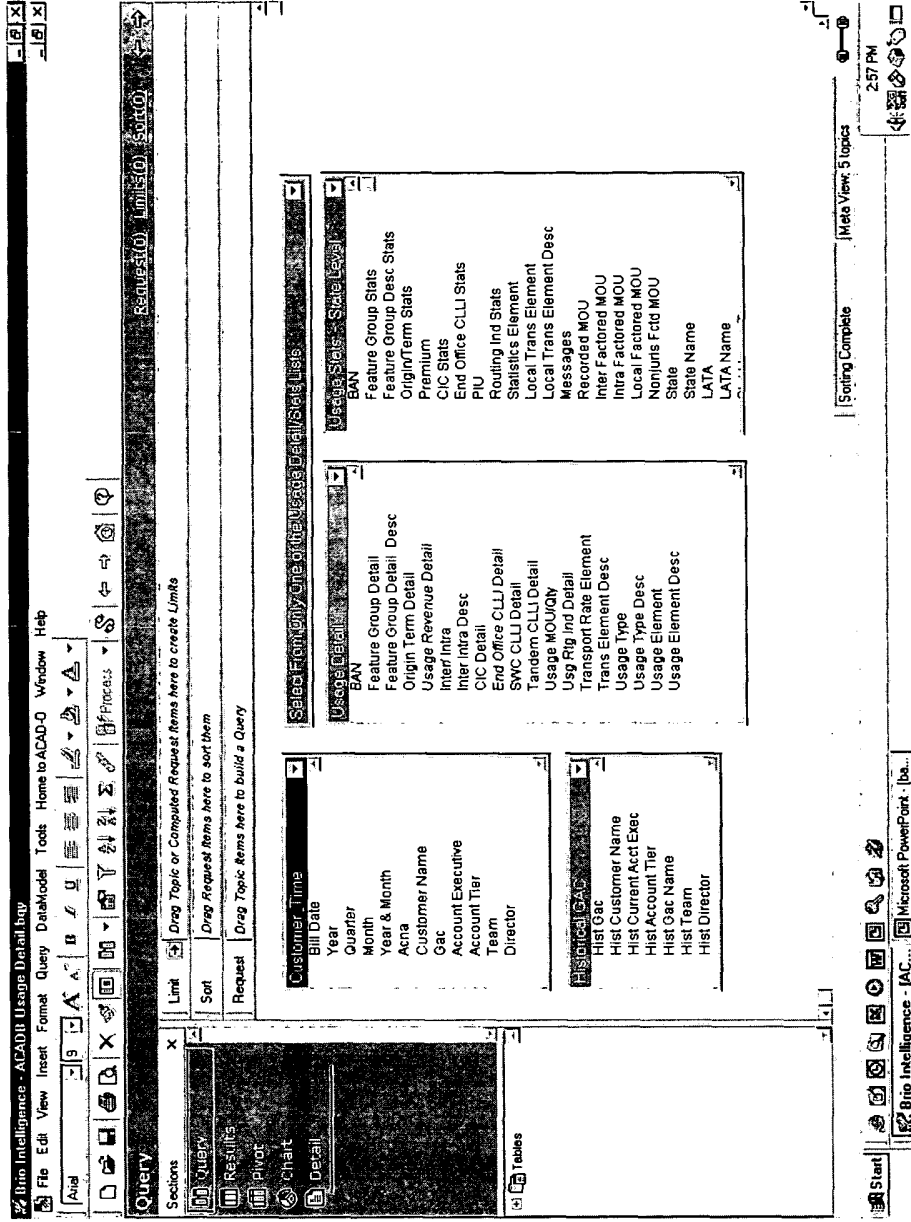 Brio Intelligence - ACADB Usage Detail.bqy
File Edit View Insert Format Query DataModel Tools Home to ACAD-D Window Help
Arial 9
Process
Query Request(0) Limits(0) Sort(0)
Sections
Query
Results
Pivot
Chart
Detail
Tables
Limit Drag Topic or Computed Request Items here to create Limits
Sort Drag Request Items here to sort them
Request Drag Topic Items here to build a Query
Customer_Time
Bill Date
Year
Quarter
Month
Year & Month
Acna
Customer Name
Gac
Account Executive
Account Tier
Team
Director
Historical GAC
Hist Gac
Hist Customer Name
Hist Current Acct Exec
Hist Account Tier
Hist Gac Name
Hist Team
Hist Director
Select From Only One of the Usage Detail/Stats Lists
Usage Detail
BAN
Feature Group Detail
Feature Group Detail Desc
Origin Term Detail
Usage Revenue Detail
Inter/ Intra
Inter Intra Desc
CIC Detail
End Office CLLI Detail
SWC CLLI Detail
Tandem CLLI Detail
Usage MOU/Qty
Usg Rtg Ind Detail
Transport Rate Element
Trans Element Desc
Usage Type
Usage Type Desc
Usage Element
Usage Element Desc
Usage Stats - State Level
BAN
Feature Group Stats
Feature Group Desc Stats
Origin/Term Stats
Premium
CIC Stats
End Office CLLI Stats
PIU
Routing Ind Stats
Statistics Element
Local Trans Element
Local Trans Element Desc
Messages
Recorded MOU
Inter Factored MOU
Intra Factored MOU
Local Factored MOU
Nonjuris Fctd MOU
State
State Name
LATA
LATA Name
Sorting Complete Meta View: 5 topics
Start
Brio Intelligence - [AC... Microsoft PowerPoint - [ba...
2:57 PM